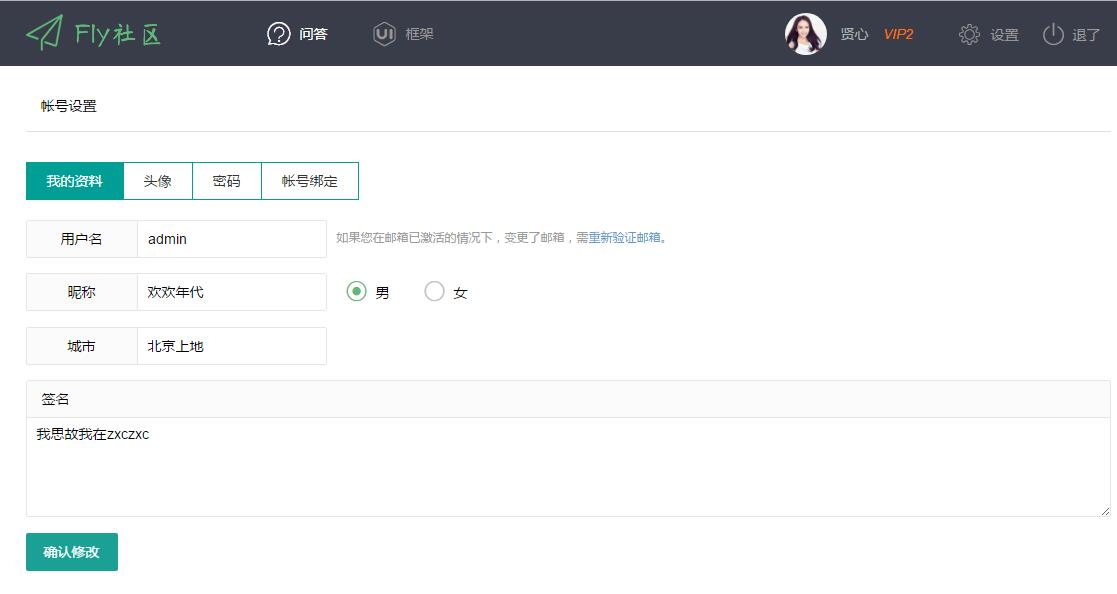 Fly社区 问答 UI 框架 贤心 VIP2 设置 退了
帐号设置
我的资料 头像 密码 帐号绑定
用户名 admin 如果您在邮箱已激活的情况下，变更了邮箱，需重新验证邮箱。
昵称 欢欢年代 男 女
城市 北京上地
签名
我思故我在zxczxc
确认修改